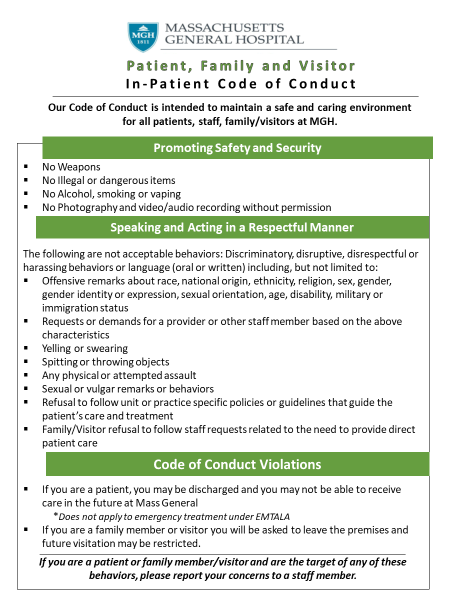 MASSACHUSETTS
GENERAL HOSPITAL
MGH
1811
Patient, Family and Visitor
In-Patient Code of Conduct
Our Code of Conduct is intended to maintain a safe and caring environment
for all patients, staff, family/visitors at MGH.
Promoting Safety and Security
▪ No Weapons
▪ No Illegal or dangerous items
▪ No Alcohol, smoking or vaping
▪ No Photography and video/audio recording without permission
Speaking and Acting in a Respectful Manner
The following are not acceptable behaviors: Discriminatory, disruptive, disrespectful or
harassing behaviors or language (oral or written) including, but not limited to:
▪ Offensive remarks about race, national origin, ethnicity, religion, sex, gender,
gender identity or expression, sexual orientation, age, disability, military or
immigration status
▪ Requests or demands for a provider or other staff member based on the above
characteristics
▪ Yelling or swearing
▪ Spitting or throwing objects
▪ Any physical or attempted assault
▪ Sexual or vulgar remarks or behaviors
▪ Refusal to follow unit or practice specific policies or guidelines that guide the
patient's care and treatment
▪ Family/Visitor refusal to follow staff requests related to the need to provide direct
patient care
Code of Conduct Violations
▪ If you are a patient, you may be discharged and you may not be able to receive
care in the future at Mass General
*Does not apply to emergency treatment under EMTALA
▪ If you are a family member or visitor you will be asked to leave the premises and
future visitation may be restricted.
If you are a patient or family member/visitor and are the target of any of these
behaviors, please report your concerns to a staff member.